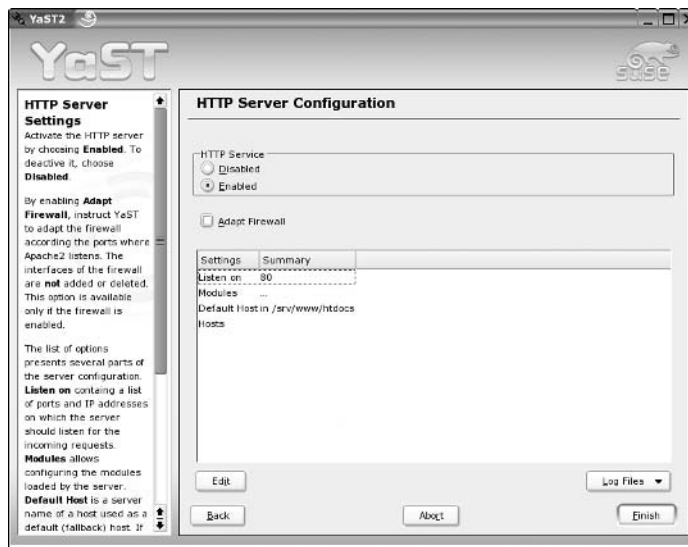 YaST2
YaST
suse
HTTP Server
Settings
Activate the HTTP server
by choosing Enabled. To
deactive it, choose
Disabled.
By enabling Adapt
Firewall, instruct YaST
to adapt the firewall
according the ports where
Apache2 listens. The
interfaces of the firewall
are not added or deleted.
This option is available
only if the firewall is
enabled.
The list of options
presents several parts of
the server configuration.
Listen on containg a list
of ports and IP addresses
on which the server
should listen for the
incoming requests.
Modules allows
configuring the modules
loaded by the server.
Default Host is a server
name of a host used as a
default (fallback) host. If
HTTP Server Configuration
HTTP Service
Disabled
Enabled
Adapt Firewall
Settings Summary
Listen on 80
Modules ...
Default Host in /srv/www/htdocs
Hosts
Edit
Log Files
Back
Abort
Finish